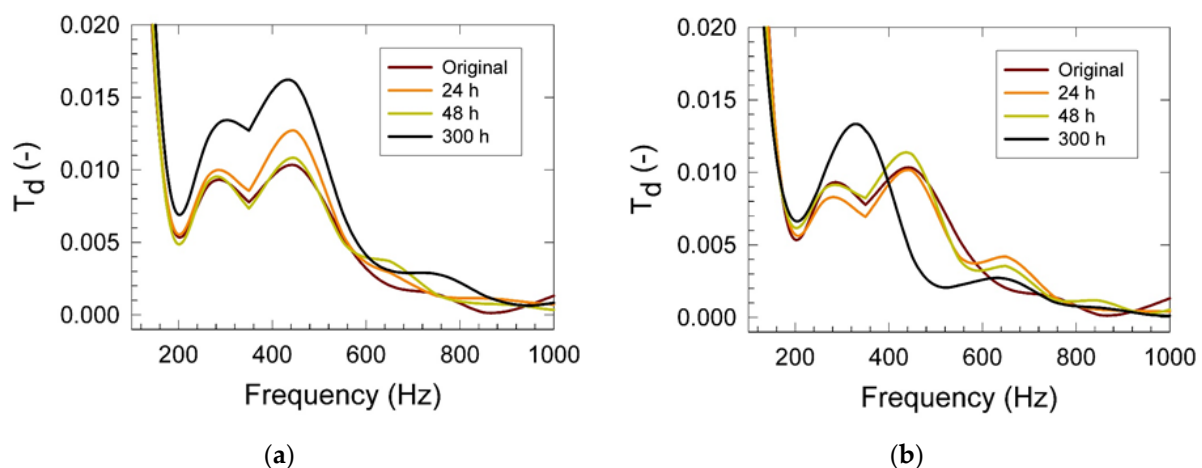 0.020
0.015
0.010
0.005
0.000
T_d (-)
Original
24 h
48 h
300 h
200 400 600 800 1000
Frequency (Hz)
(a)
0.020
0.015
0.010
0.005
0.000
T_d (-)
Original
24 h
48 h
300 h
200 400 600 800 1000
Frequency (Hz)
(b)